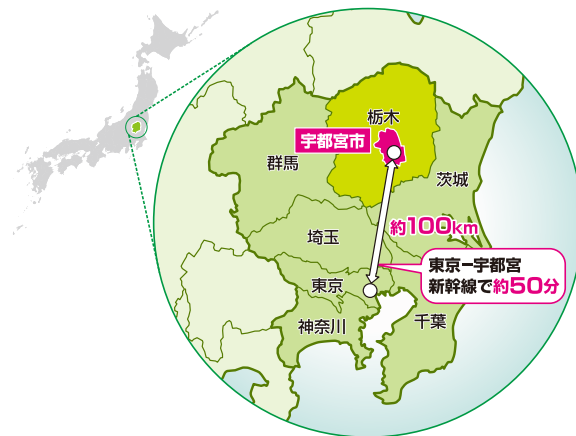 栃木
宇都宮市
群馬
茨城
約100km
埼玉
東京ー宇都宮
新幹線で約50分
東京
神奈川
千葉